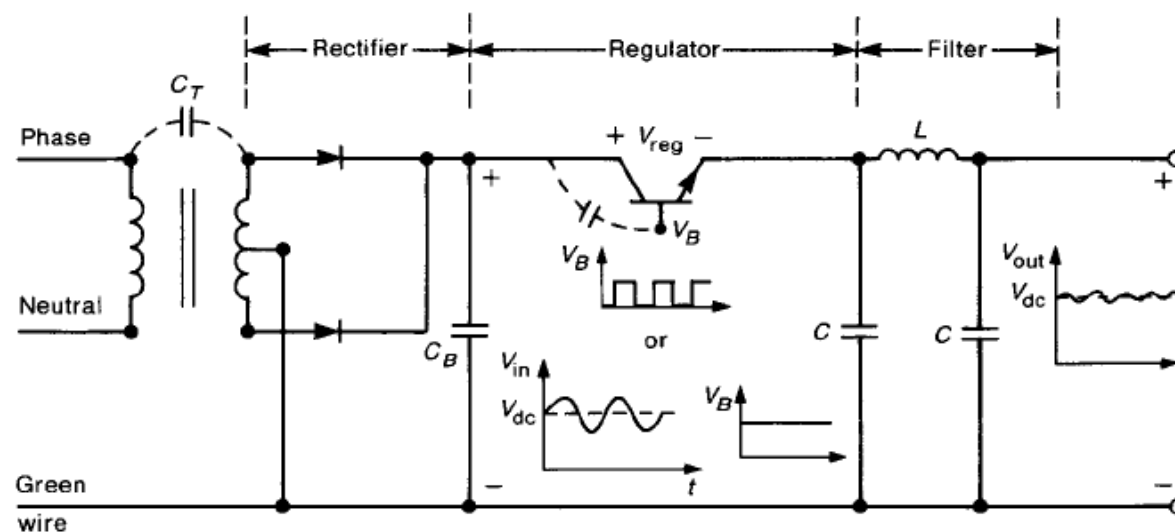 Rectifier
Regulator
Filter
C_T
Phase
+ V_reg −
L
+
+
V_B
V_B
V_out
V_dc
Neutral
or
C_B
C
C
V_in
V_dc
V_B
t
Green
−
−
wire